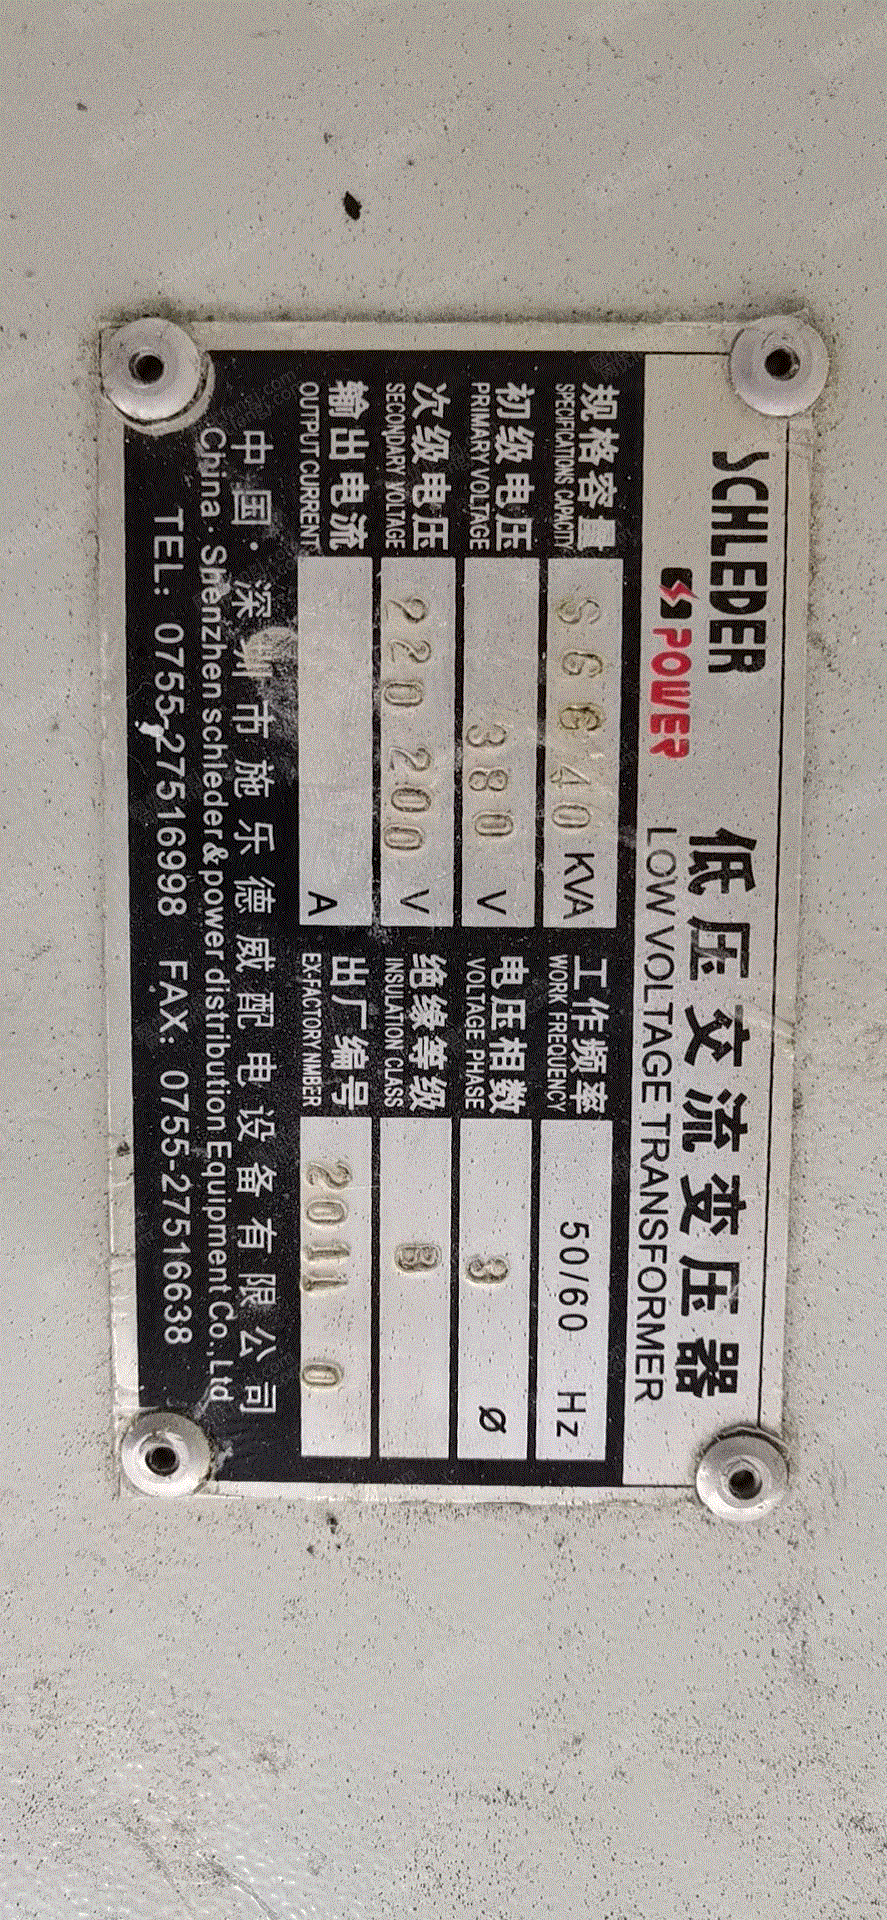 SCHLEDER
POWER
低压交流变压器
LOW VOLTAGE TRANSFORMER
规格容量 SG640 KVA 工作频率 50/60 Hz
SPECIFICATIONS CAPACITY WORK FREQUENCY
初级电压 380 V 电压相数 3 Ø
PRIMARY VOLTAGE VOLTAGE PHASE
次级电压 220 200 V 绝缘等级 B
SECONDARY VOLTAGE INSULATION CLASS
输出电流 A 出厂编号 2011 0
OUTPUT CURRENT EX-FACTORY NMBER
中国·深圳市施乐德威配电设备有限公司
China · Shenzhen schleder & power distribution Equipment Co.,Ltd
TEL: 0755-27516998 FAX: 0755-27516638